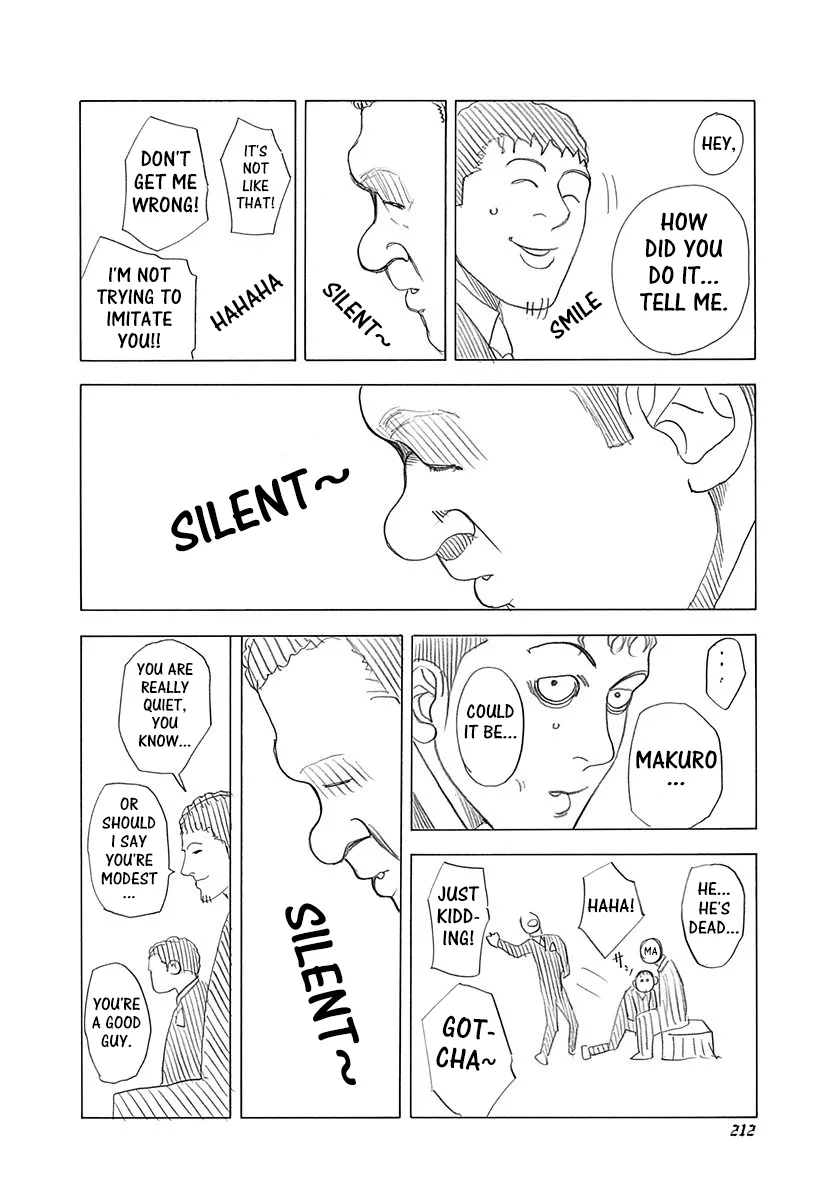 HEY,
HOW
DID YOU
DO IT...
TELL ME.
SMILE
SILENT~
IT'S
NOT
LIKE
THAT!
DON'T
GET ME
WRONG!
HAHAHA
I'M NOT
TRYING TO
IMITATE
YOU!!
SILENT~
...
MAKURO
...
COULD
IT BE...
HE...
HE'S
DEAD...
MA
サッ
HAHA!
JUST
KIDD-
ING!
GOT-
CHA~
SILENT~
YOU ARE
REALLY
QUIET,
YOU
KNOW...
OR
SHOULD
I SAY
YOU'RE
MODEST
...
YOU'RE
A GOOD
GUY.
212